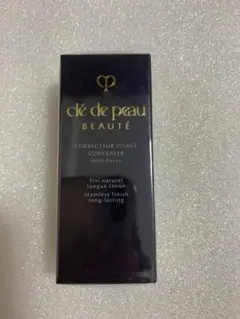 clé de peau
BEAUTÉ
CORRECTEUR VISAGE
CONCEALER
fini naturel
longue tenue
seamless finish
long-lasting